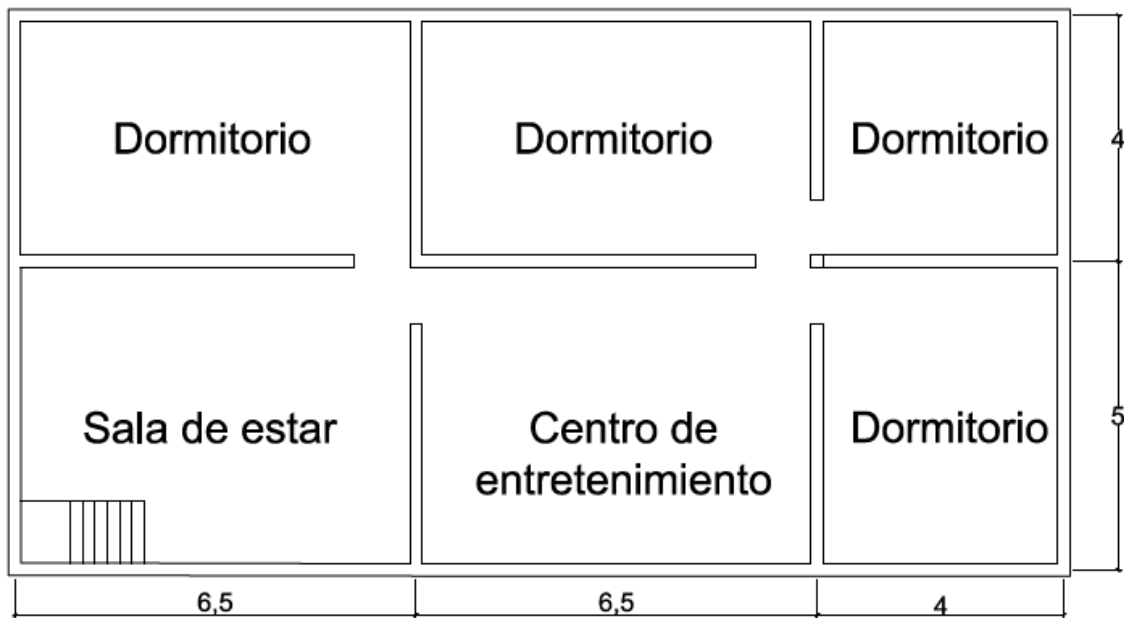 Dormitorio
Dormitorio
Dormitorio
4
Sala de estar
Centro de
entretenimiento
Dormitorio
5
6,5
6,5
4